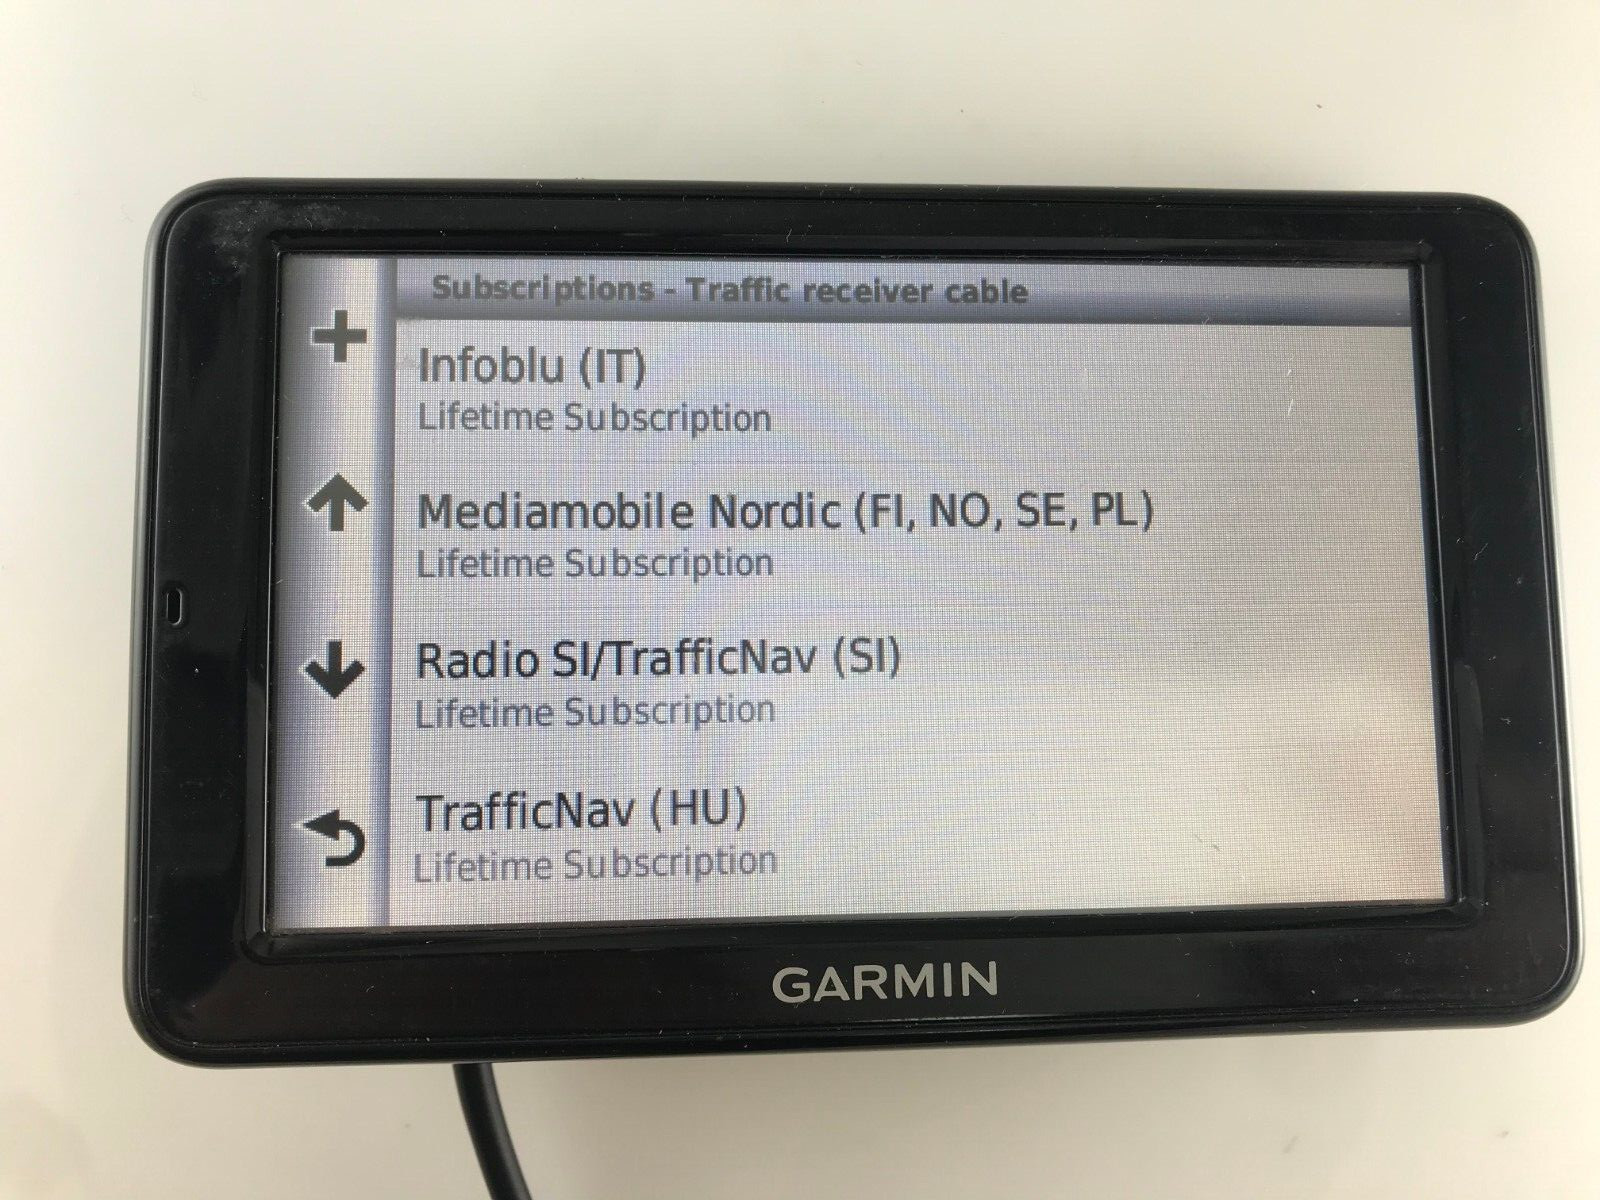 Subscriptions - Traffic receiver cable
Infoblu (IT)
Lifetime Subscription
Mediamobile Nordic (FI, NO, SE, PL)
Lifetime Subscription
Radio SI/TrafficNav (SI)
Lifetime Subscription
TrafficNav (HU)
Lifetime Subscription
GARMIN